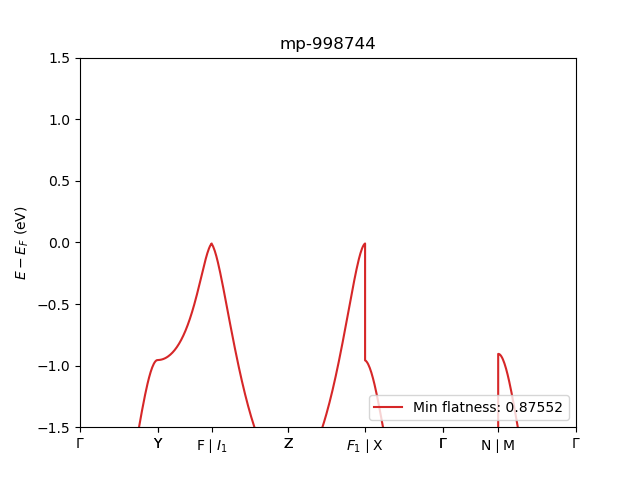 mp-998744
E − E_F (eV)
1.5
1.0
0.5
0.0
−0.5
−1.0
−1.5
Min flatness: 0.87552
Γ Y F | I₁ Z F₁ | X Γ N | M Γ